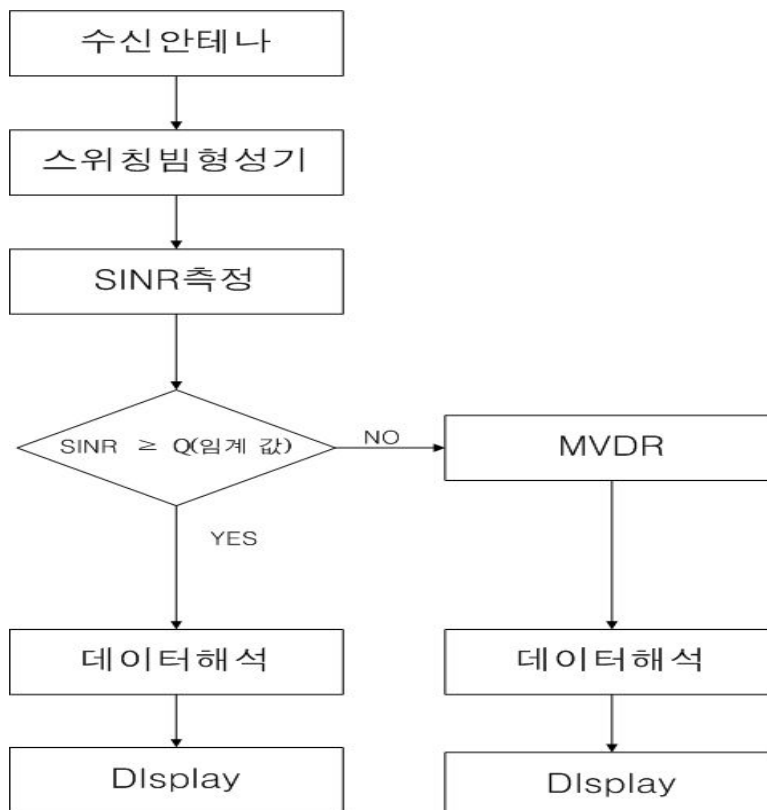 수신안테나
스위칭빔형성기
SINR측정
SINR ≥ Q(임계 값)
NO
MVDR
YES
데이터해석
데이터해석
DIsplay
DIsplay